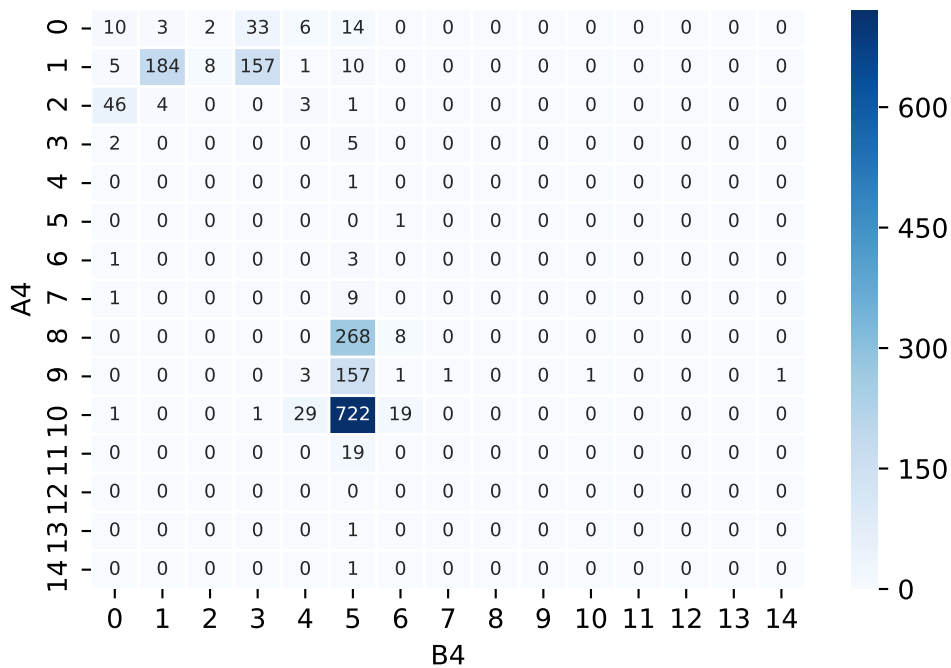 0 10 3 2 33 6 14 0 0 0 0 0 0 0 0 0
1 5 184 8 157 1 10 0 0 0 0 0 0 0 0 0
2 46 4 0 0 3 1 0 0 0 0 0 0 0 0 0
3 2 0 0 0 0 5 0 0 0 0 0 0 0 0 0
4 0 0 0 0 0 1 0 0 0 0 0 0 0 0 0
5 0 0 0 0 0 0 1 0 0 0 0 0 0 0 0
6 1 0 0 0 0 3 0 0 0 0 0 0 0 0 0
7 1 0 0 0 0 9 0 0 0 0 0 0 0 0 0
8 0 0 0 0 0 268 8 0 0 0 0 0 0 0 0
9 0 0 0 0 3 157 1 1 0 0 1 0 0 0 1
10 1 0 0 1 29 722 19 0 0 0 0 0 0 0 0
11 0 0 0 0 0 19 0 0 0 0 0 0 0 0 0
12 0 0 0 0 0 0 0 0 0 0 0 0 0 0 0
13 0 0 0 0 0 1 0 0 0 0 0 0 0 0 0
14 0 0 0 0 0 1 0 0 0 0 0 0 0 0 0
0 1 2 3 4 5 6 7 8 9 10 11 12 13 14
A4
B4
600
450
300
150
0